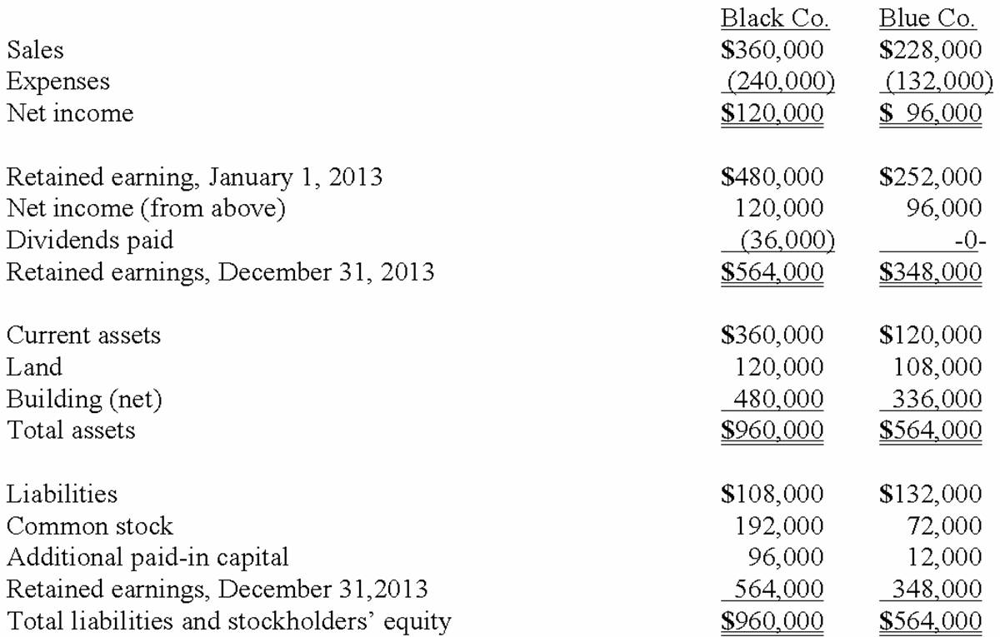 Black Co. Blue Co.
Sales $360,000 $228,000
Expenses (240,000) (132,000)
Net income $120,000 $ 96,000
Retained earning, January 1, 2013 $480,000 $252,000
Net income (from above) 120,000 96,000
Dividends paid (36,000) -0-
Retained earnings, December 31, 2013 $564,000 $348,000
Current assets $360,000 $120,000
Land 120,000 108,000
Building (net) 480,000 336,000
Total assets $960,000 $564,000
Liabilities $108,000 $132,000
Common stock 192,000 72,000
Additional paid-in capital 96,000 12,000
Retained earnings, December 31,2013 564,000 348,000
Total liabilities and stockholders’ equity $960,000 $564,000